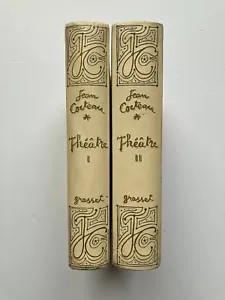 Jean
Cocteau
*
Théâtre
I
grasset
Jean
Cocteau
*
Théâtre
II
grasset